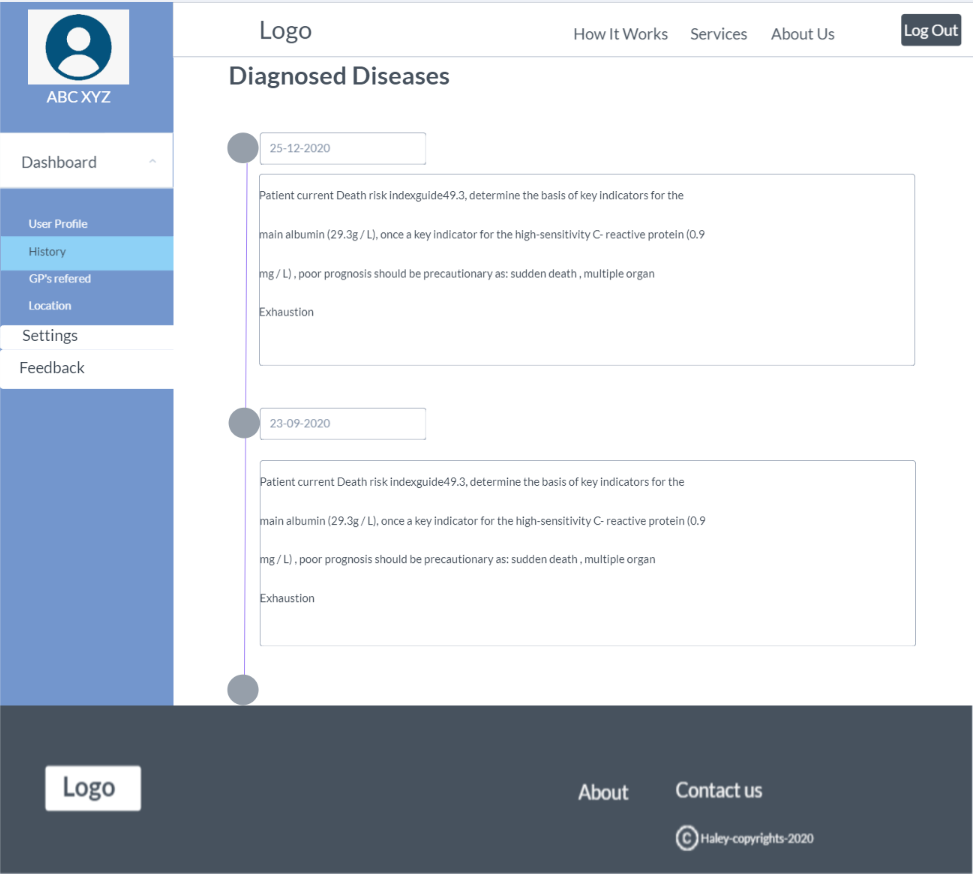 Logo
How It Works
Services
About Us
Log Out
ABC XYZ
Dashboard
User Profile
History
GP's refered
Location
Settings
Feedback
Diagnosed Diseases
25-12-2020
Patient current Death risk indexguide49.3, determine the basis of key indicators for the
main albumin (29.3g / L), once a key indicator for the high-sensitivity C- reactive protein (0.9
mg / L) , poor prognosis should be precautionary as: sudden death , multiple organ
Exhaustion
23-09-2020
Patient current Death risk indexguide49.3, determine the basis of key indicators for the
main albumin (29.3g / L), once a key indicator for the high-sensitivity C- reactive protein (0.9
mg / L) , poor prognosis should be precautionary as: sudden death , multiple organ
Exhaustion
Logo
About
Contact us
© Haley-copyrights-2020